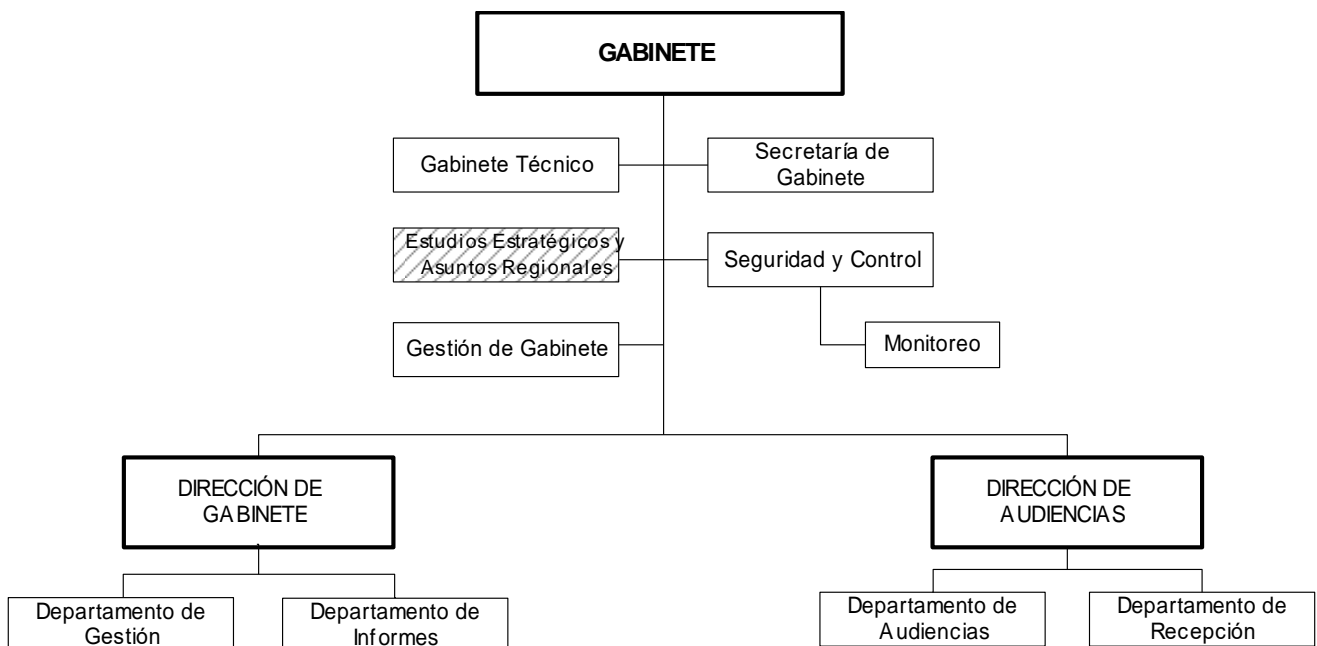 GABINETE
Gabinete Técnico
Secretaría de
Gabinete
Estudios Estratégicos y
Asuntos Regionales
Seguridad y Control
Gestión de Gabinete
Monitoreo
DIRECCIÓN DE
GABINETE
DIRECCIÓN DE
AUDIENCIAS
Departamento de
Gestión
Departamento de
Informes
Departamento de
Audiencias
Departamento de
Recepción